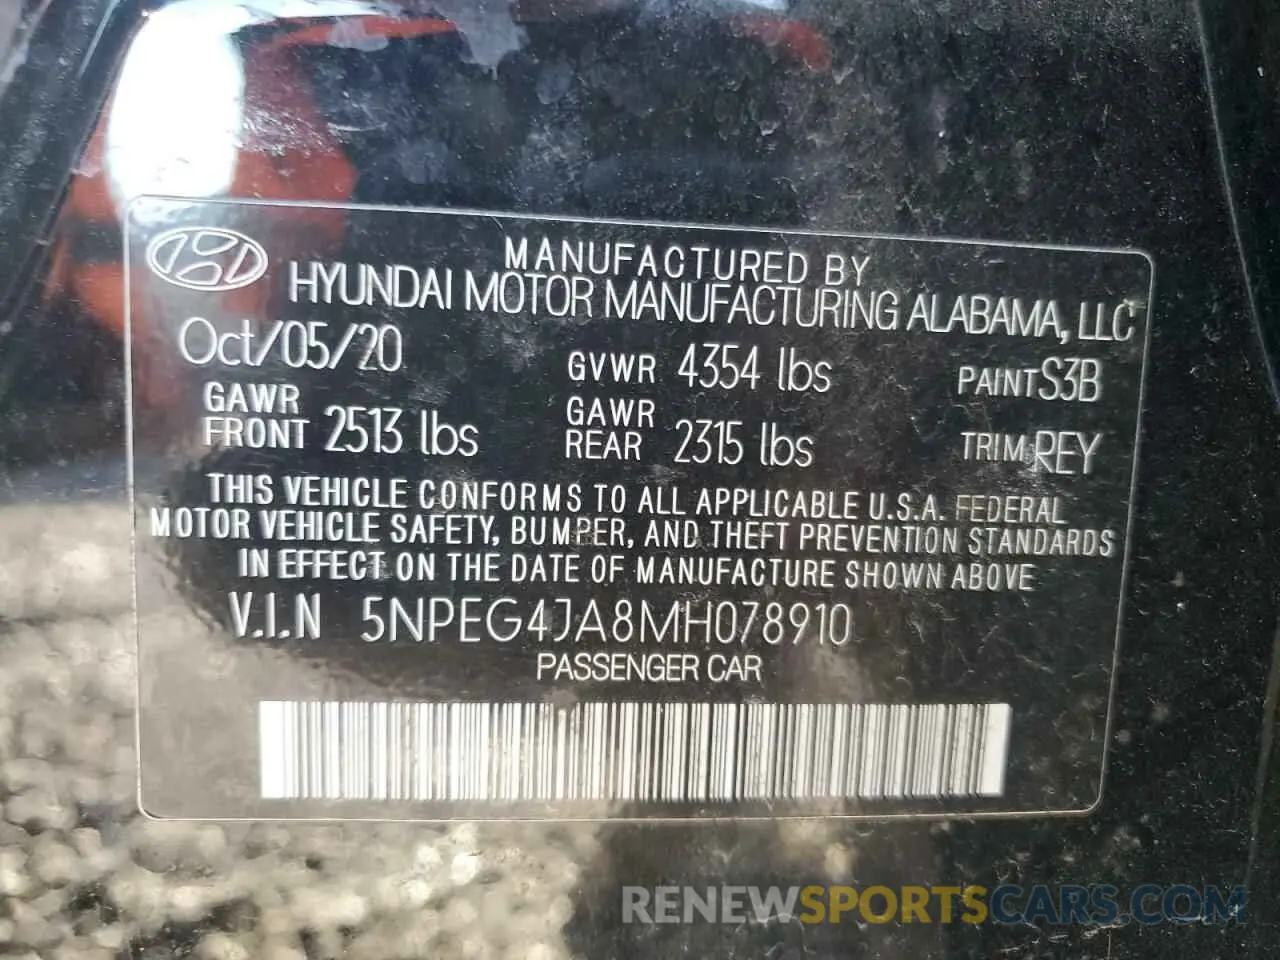 MANUFACTURED BY
HYUNDAI MOTOR MANUFACTURING ALABAMA, LLC
Oct/05/20 GVWR 4354 lbs PAINT S3B
GAWR FRONT 2513 lbs GAWR REAR 2315 lbs TRIM: REY
THIS VEHICLE CONFORMS TO ALL APPLICABLE U.S.A. FEDERAL
MOTOR VEHICLE SAFETY, BUMPER, AND THEFT PREVENTION STANDARDS
IN EFFECT ON THE DATE OF MANUFACTURE SHOWN ABOVE
V.I.N 5NPEG4JA8MH078910
PASSENGER CAR
RENEWSPORTSCARS.COM